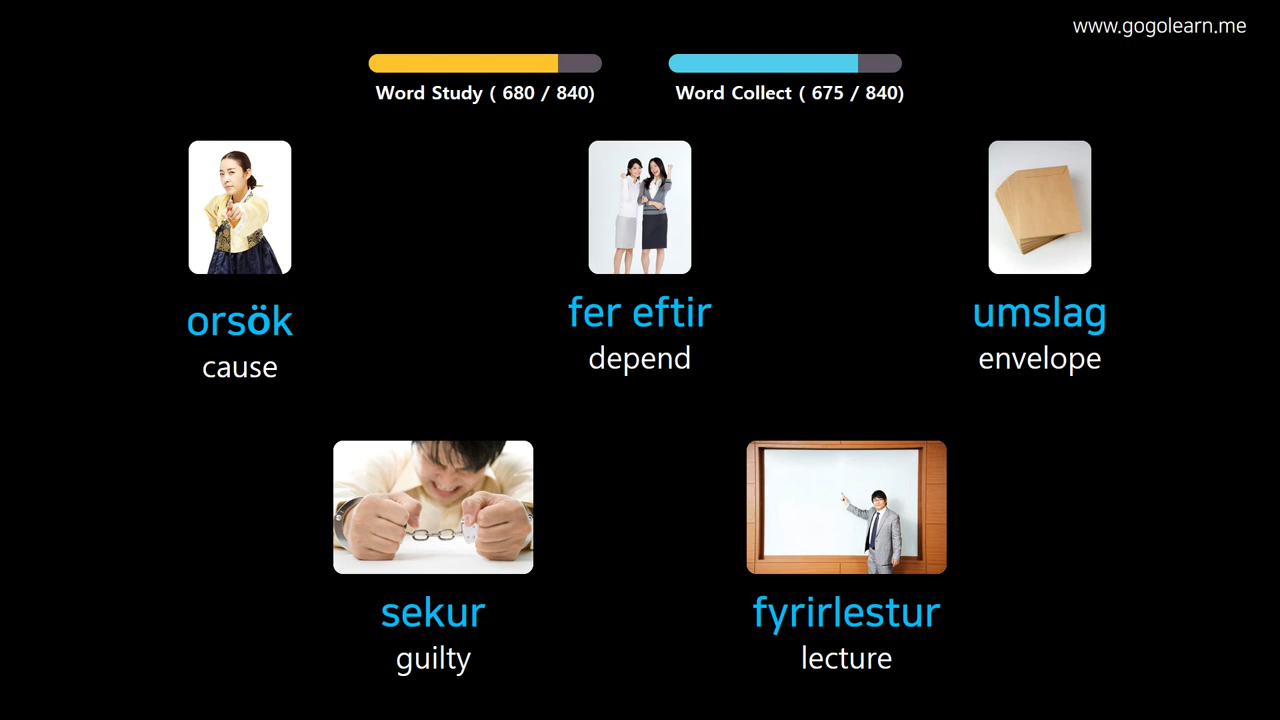 www.gogolearn.me
Word Study ( 680 / 840)
Word Collect ( 675 / 840)
orsök
cause
fer eftir
depend
umslag
envelope
sekur
guilty
fyrirlestur
lecture